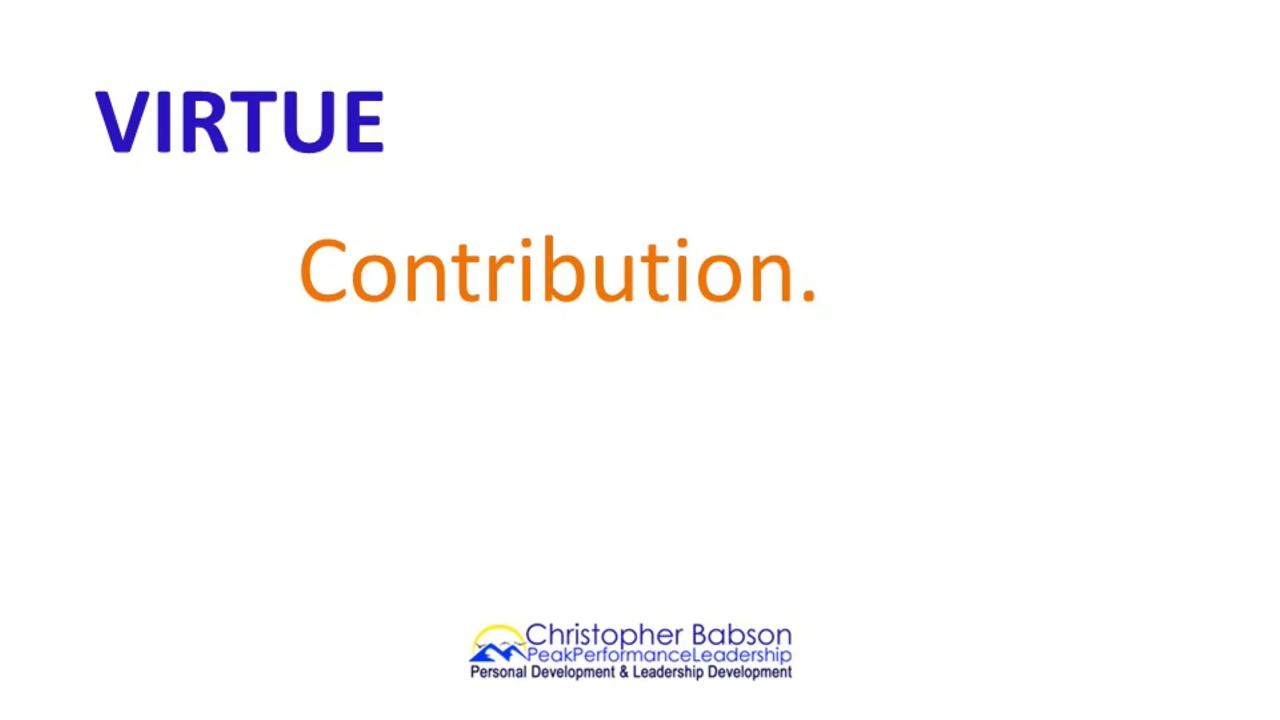 VIRTUE
Contribution.
Christopher Babson
PeakPerformanceLeadership
Personal Development & Leadership Development